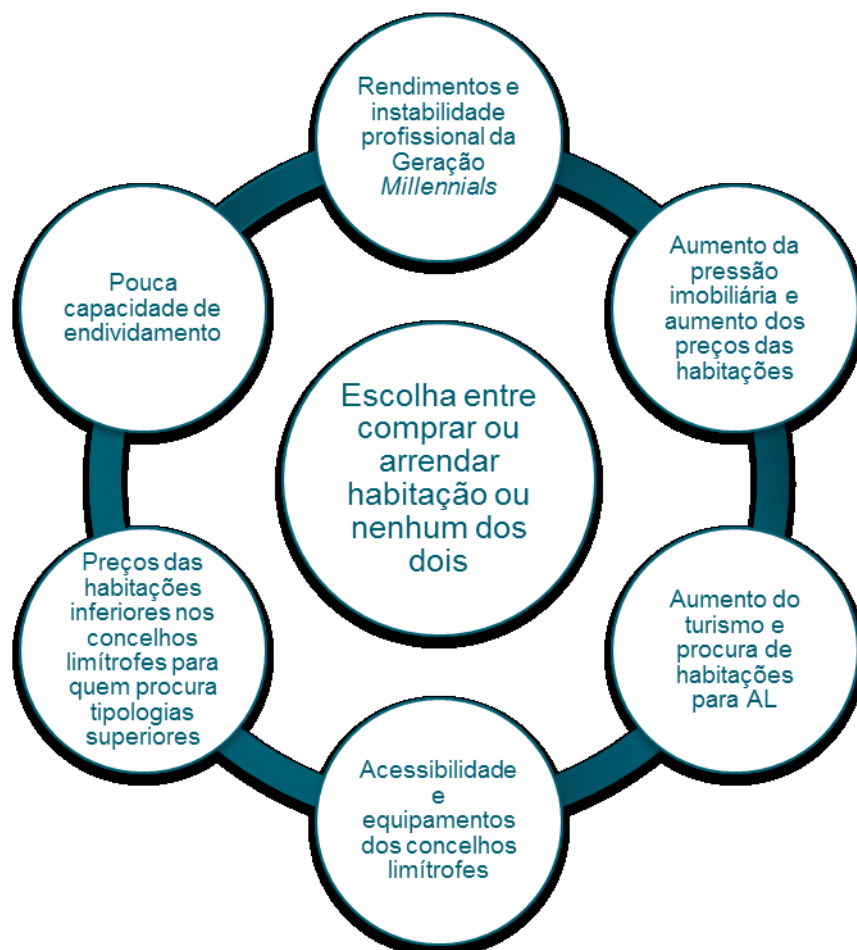 Rendimentos e
instabilidade
profissional da
Geração
Millennials
Aumento da
pressão
imobiliária e
aumento dos
preços das
habitações
Aumento do
turismo e
procura de
habitações
para AL
Acessibilidade
e
equipamentos
dos concelhos
limítrofes
Preços das
habitações
inferiores nos
concelhos
limítrofes para
quem procura
tipologias
superiores
Pouca
capacidade de
endividamento
Escolha entre
comprar ou
arrendar
habitação ou
nenhum dos
dois